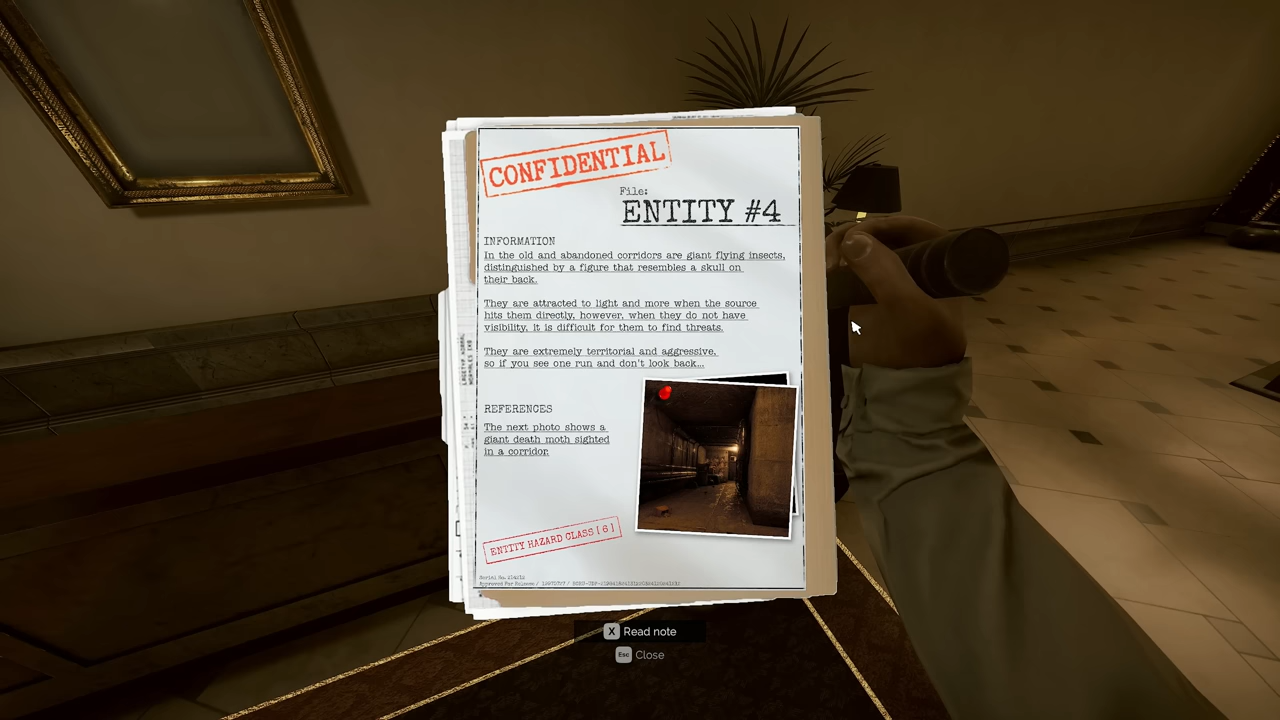 CONFIDENTIAL
File:
ENTITY #4
INFORMATION
In the old and abandoned corridors are giant flying insects,
distinguished by a figure that resembles a skull on
their back.
They are attracted to light and more when the source
hits them directly, however, when they do not have
visibility, it is difficult for them to find threats.
They are extremely territorial and aggressive,
so if you see one run and don't look back...
REFERENCES
The next photo shows a
giant death moth sighted
in a corridor.
ENTITY HAZARD CLASS [ 6 ]
Approved For Release /
X Read note
Esc Close